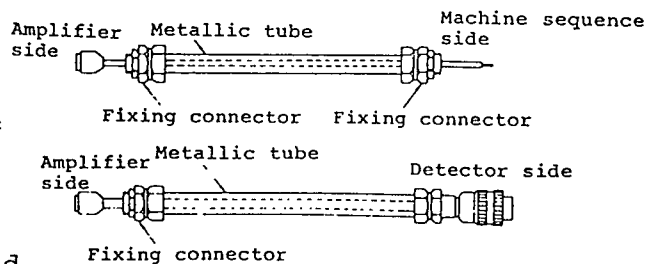 Amplifier side
Metallic tube
Machine sequence side
Fixing connector
Fixing connector
Amplifier side
Metallic tube
Detector side
Fixing connector
d